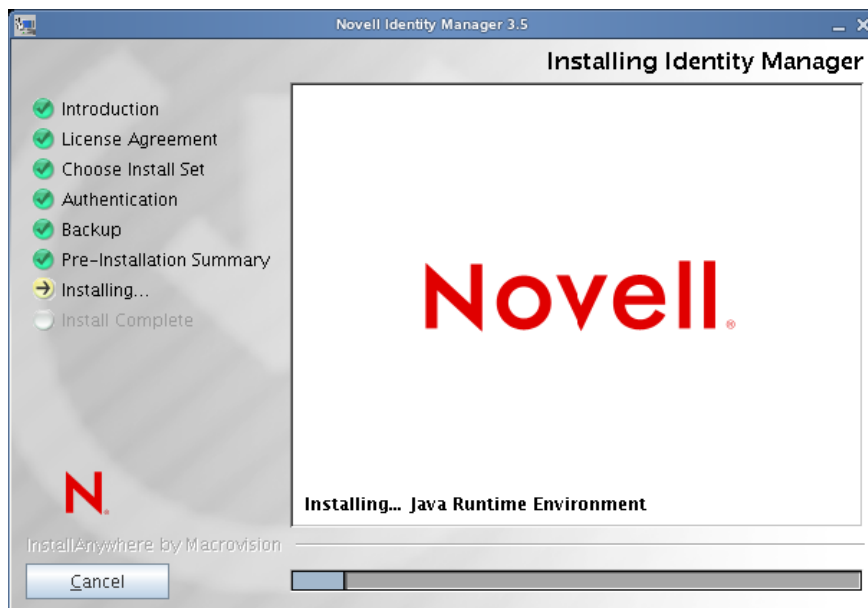 Novell Identity Manager 3.5
Installing Identity Manager
Introduction
License Agreement
Choose Install Set
Authentication
Backup
Pre-Installation Summary
Installing...
Install Complete
Novell®
Installing... Java Runtime Environment
N.
InstallAnywhere by Macrovision
Cancel